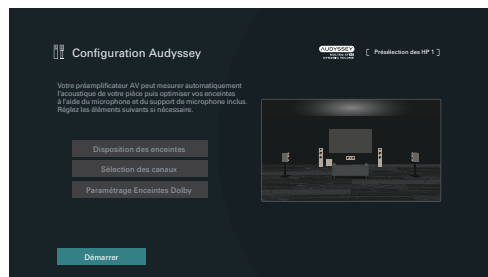 Configuration Audyssey
AUDYSSEY
[ Présélection des HP 1 ]
Votre préamplificateur AV peut mesurer automatiquement
l'acoustique de votre pièce puis optimiser vos enceintes
à l'aide du microphone et du support de microphone inclus.
Réglez les éléments suivants si nécessaire.
Disposition des enceintes
Sélection des canaux
Paramétrage Enceintes Dolby
Démarrer